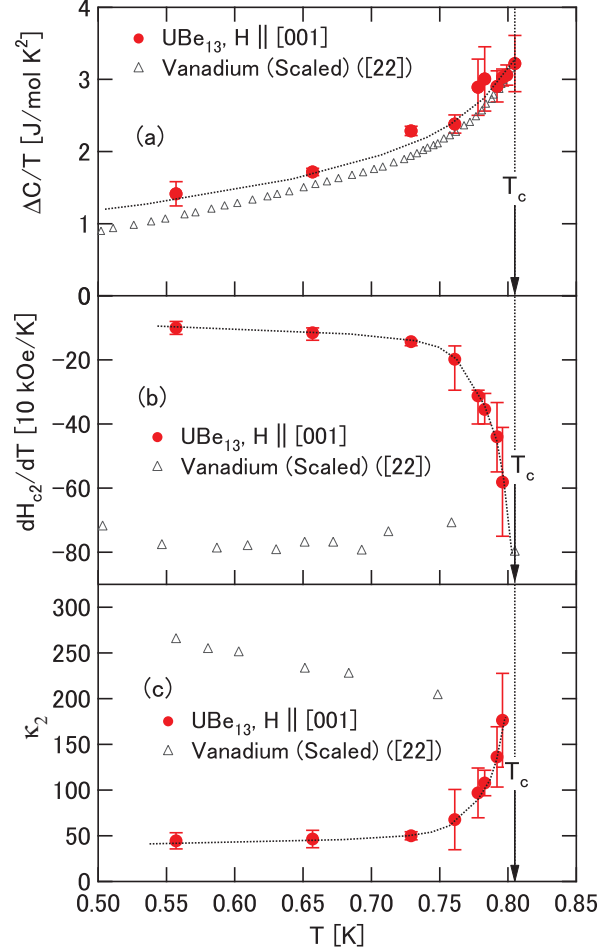 4
3
2
1
0
ΔC/T [J/mol K²]
UBe₁₃, H || [001]
Vanadium (Scaled) ([22])
(a)
Tc
-20
-40
-60
-80
dHc₂/dT [10 kOe/K]
(b)
UBe₁₃, H || [001]
Vanadium (Scaled) ([22])
Tc
300
250
200
150
100
50
0
κ₂
(c)
UBe₁₃, H || [001]
Vanadium (Scaled) ([22])
Tc
0.50 0.55 0.60 0.65 0.70 0.75 0.80 0.85
T [K]